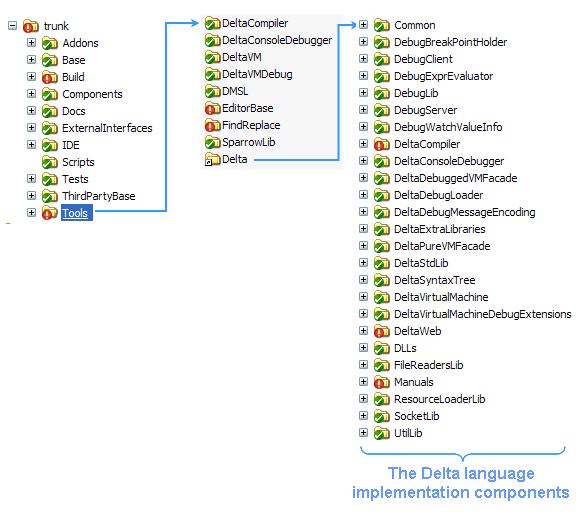 trunk
Addons
Base
Build
Components
Docs
ExternalInterfaces
IDE
Scripts
Tests
ThirdPartyBase
Tools
DeltaCompiler
DeltaConsoleDebugger
DeltaVM
DeltaVMDebug
DMSL
EditorBase
FindReplace
SparrowLib
Delta
Common
DebugBreakPointHolder
DebugClient
DebugExprEvaluator
DebugLib
DebugServer
DebugWatchValueInfo
DeltaCompiler
DeltaConsoleDebugger
DeltaDebuggedVMFacade
DeltaDebugLoader
DeltaDebugMessageEncoding
DeltaExtraLibraries
DeltaPureVMFacade
DeltaStdLib
DeltaSyntaxTree
DeltaVirtualMachine
DeltaVirtualMachineDebugExtensions
DeltaWeb
DLLs
FileReadersLib
Manuals
ResourceLoaderLib
SocketLib
UtilLib
The Delta language
implementation components